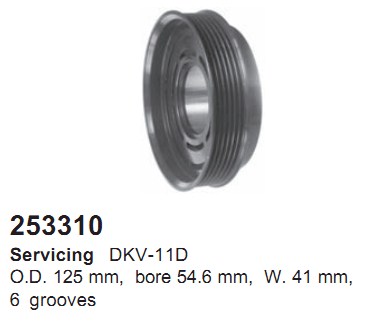 253310
Servicing DKV-11D
O.D. 125 mm, bore 54.6 mm, W. 41 mm,
6 grooves